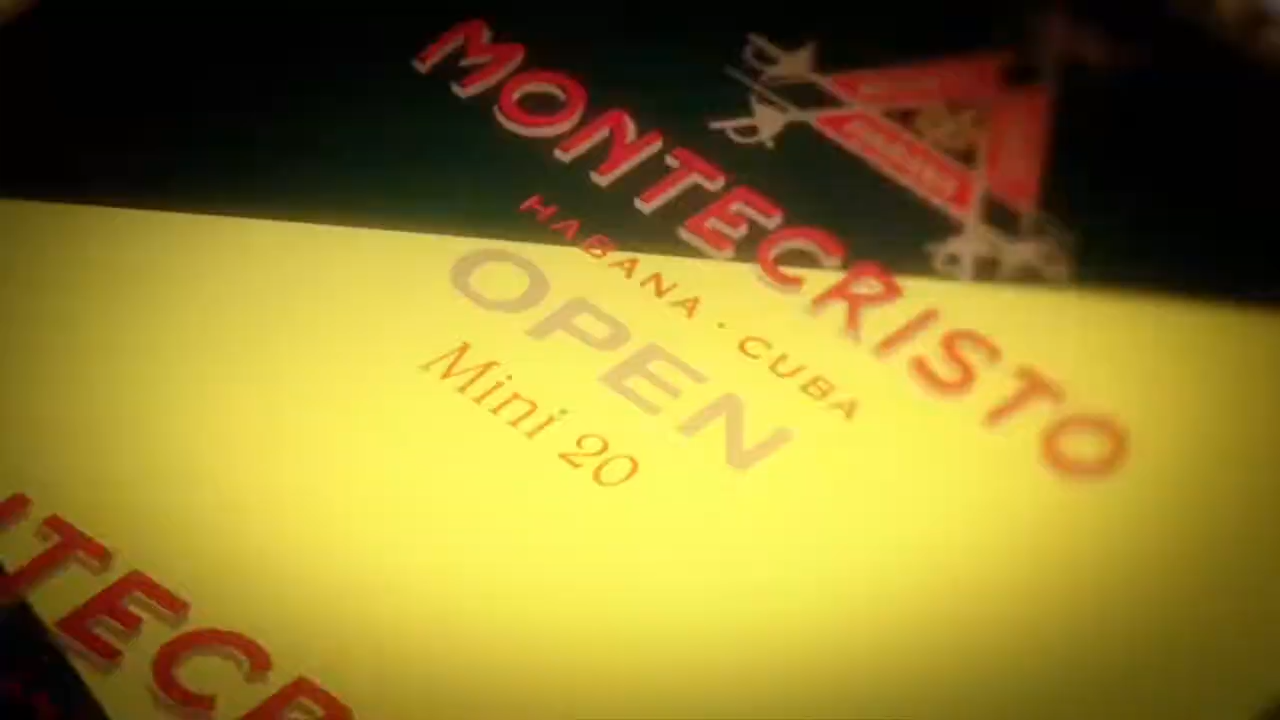 MONTECRISTO
HABANA · CUBA
OPEN
Mini 20
TECR